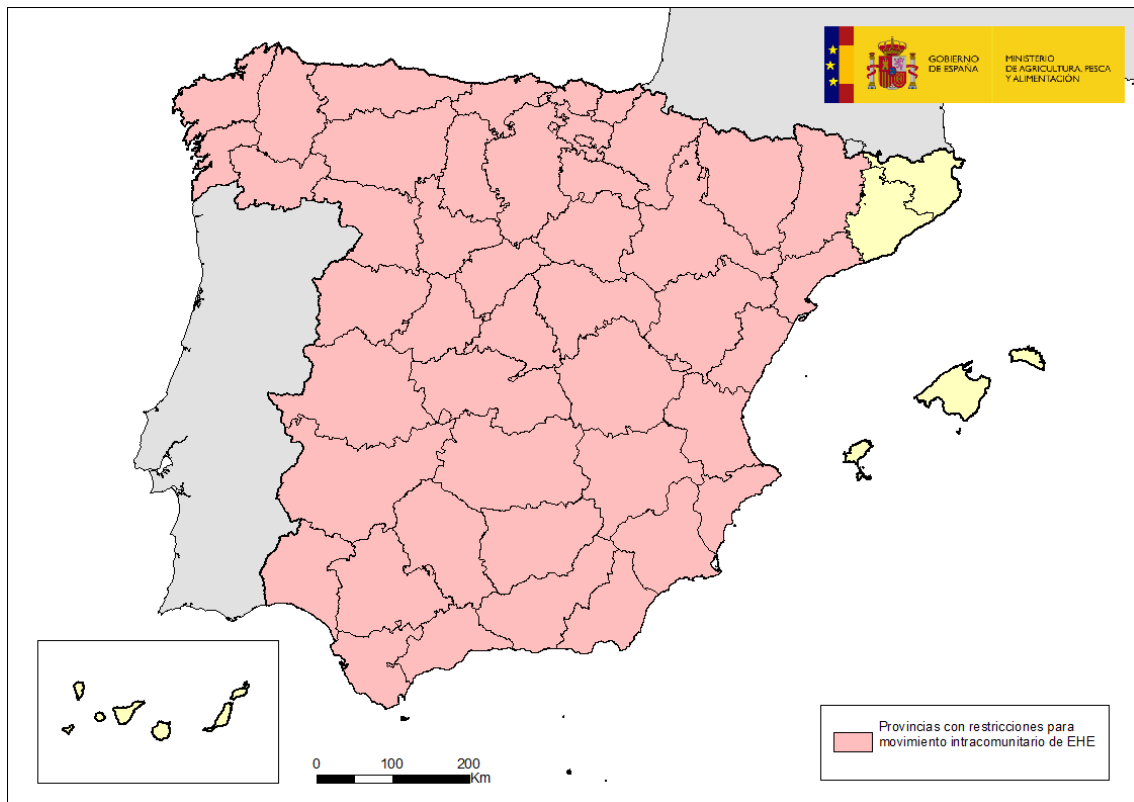 GOBIERNO
DE ESPAÑA
MINISTERIO
DE AGRICULTURA, PESCA
Y ALIMENTACIÓN
0 100 200
Km
Provincias con restricciones para
movimiento intracomunitario de EHE